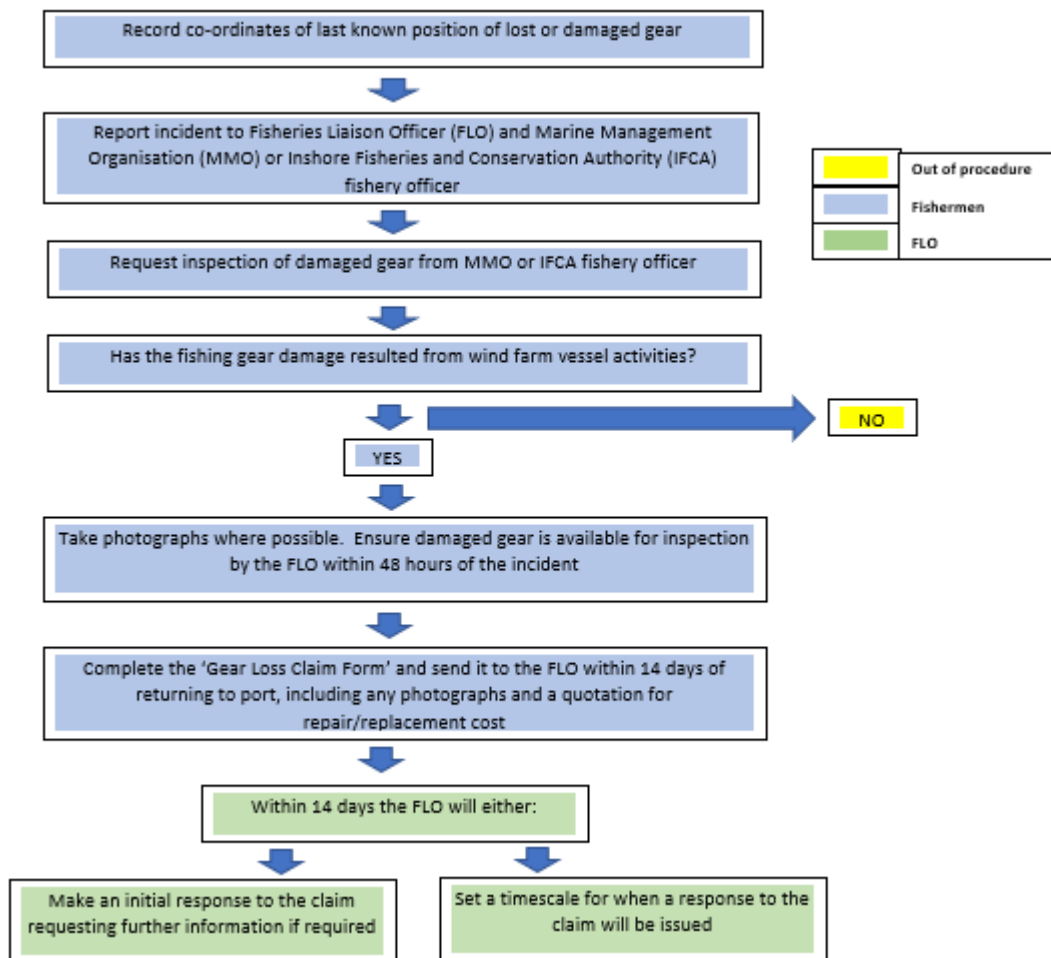 Record co-ordinates of last known position of lost or damaged gear
Report incident to Fisheries Liaison Officer (FLO) and Marine Management
Organisation (MMO) or Inshore Fisheries and Conservation Authority (IFCA)
fishery officer
Out of procedure
Fishermen
FLO
Request inspection of damaged gear from MMO or IFCA fishery officer
Has the fishing gear damage resulted from wind farm vessel activities?
NO
YES
Take photographs where possible.  Ensure damaged gear is available for inspection
by the FLO within 48 hours of the incident
Complete the ‘Gear Loss Claim Form’ and send it to the FLO within 14 days of
returning to port, including any photographs and a quotation for
repair/replacement cost
Within 14 days the FLO will either:
Make an initial response to the claim
requesting further information if required
Set a timescale for when a response to the
claim will be issued